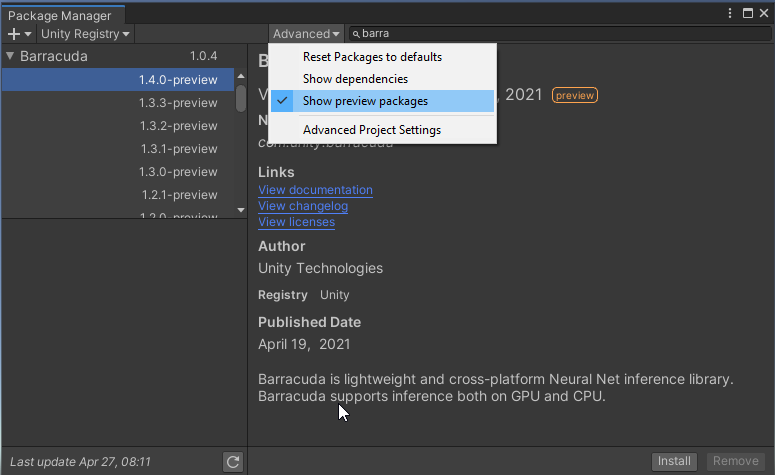 Package Manager
Unity Registry Advanced barra
Barracuda 1.0.4
1.4.0-preview
1.3.3-preview
1.3.2-preview
1.3.1-preview
1.3.0-preview
1.2.1-preview
1.2.0-preview
Reset Packages to defaults
Show dependencies
Show preview packages
Advanced Project Settings
B
V , 2021 preview
N
com.unity.barracuda
Links
View documentation
View changelog
View licenses
Author
Unity Technologies
Registry Unity
Published Date
April 19, 2021
Barracuda is lightweight and cross-platform Neural Net inference library.
Barracuda supports inference both on GPU and CPU.
Last update Apr 27, 08:11
Install Remove